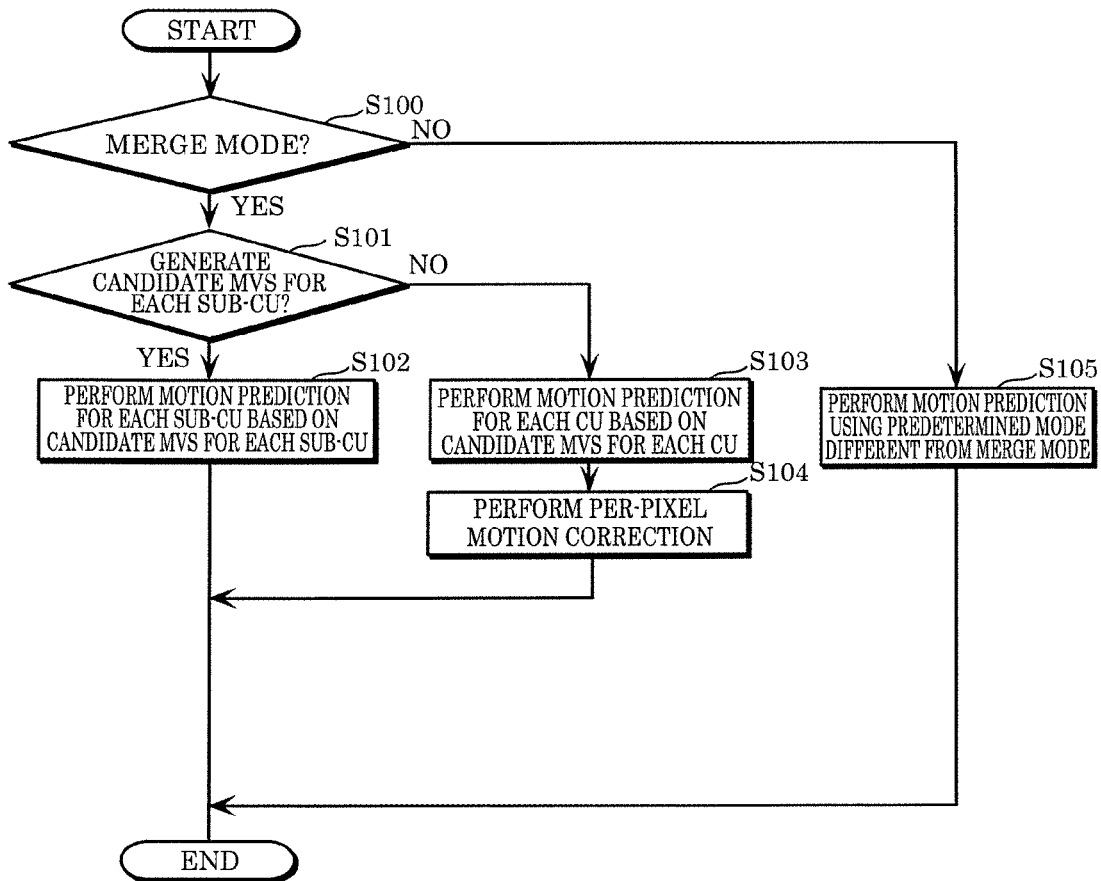 START
S100
MERGE MODE?
NO
YES
S101
GENERATE
CANDIDATE MVS FOR
EACH SUB-CU?
NO
YES
S102
PERFORM MOTION PREDICTION
FOR EACH SUB-CU BASED ON
CANDIDATE MVS FOR EACH SUB-CU
S103
PERFORM MOTION PREDICTION
FOR EACH CU BASED ON
CANDIDATE MVS FOR EACH CU
S105
PERFORM MOTION PREDICTION
USING PREDETERMINED MODE
DIFFERENT FROM MERGE MODE
S104
PERFORM PER-PIXEL
MOTION CORRECTION
END